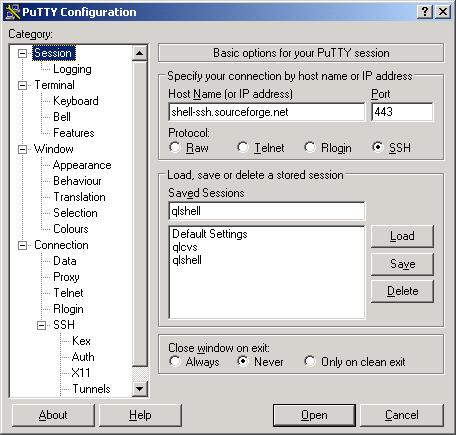 PuTTY Configuration
Category:
Session
Logging
Terminal
Keyboard
Bell
Features
Window
Appearance
Behaviour
Translation
Selection
Colours
Connection
Data
Proxy
Telnet
Rlogin
SSH
Kex
Auth
X11
Tunnels
Basic options for your PuTTY session
Specify your connection by host name or IP address
Host Name (or IP address) Port
shell-ssh.sourceforge.net 443
Protocol:
Raw Telnet Rlogin SSH
Load, save or delete a stored session
Saved Sessions
qlshell
Default Settings
qlcvs
qlshell
Load
Save
Delete
Close window on exit:
Always Never Only on clean exit
About Help Open Cancel